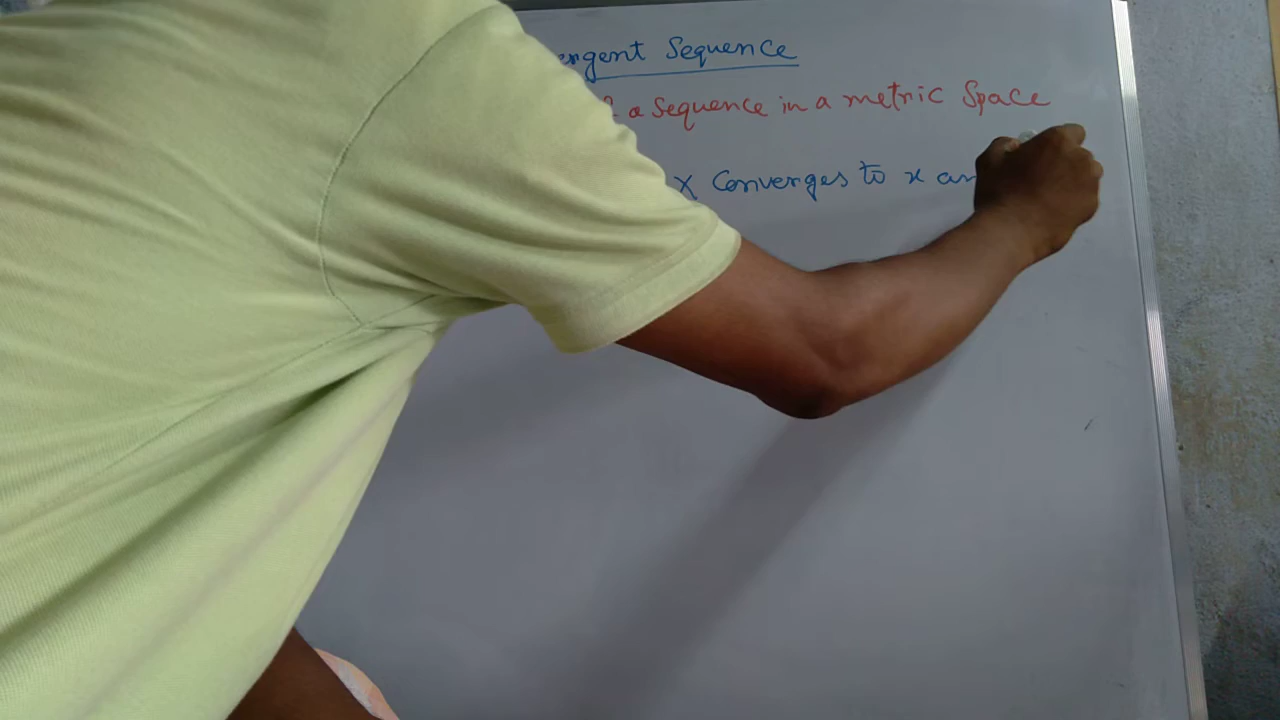 ergent Sequence
a Sequence in a metric Space
X Converges to x an